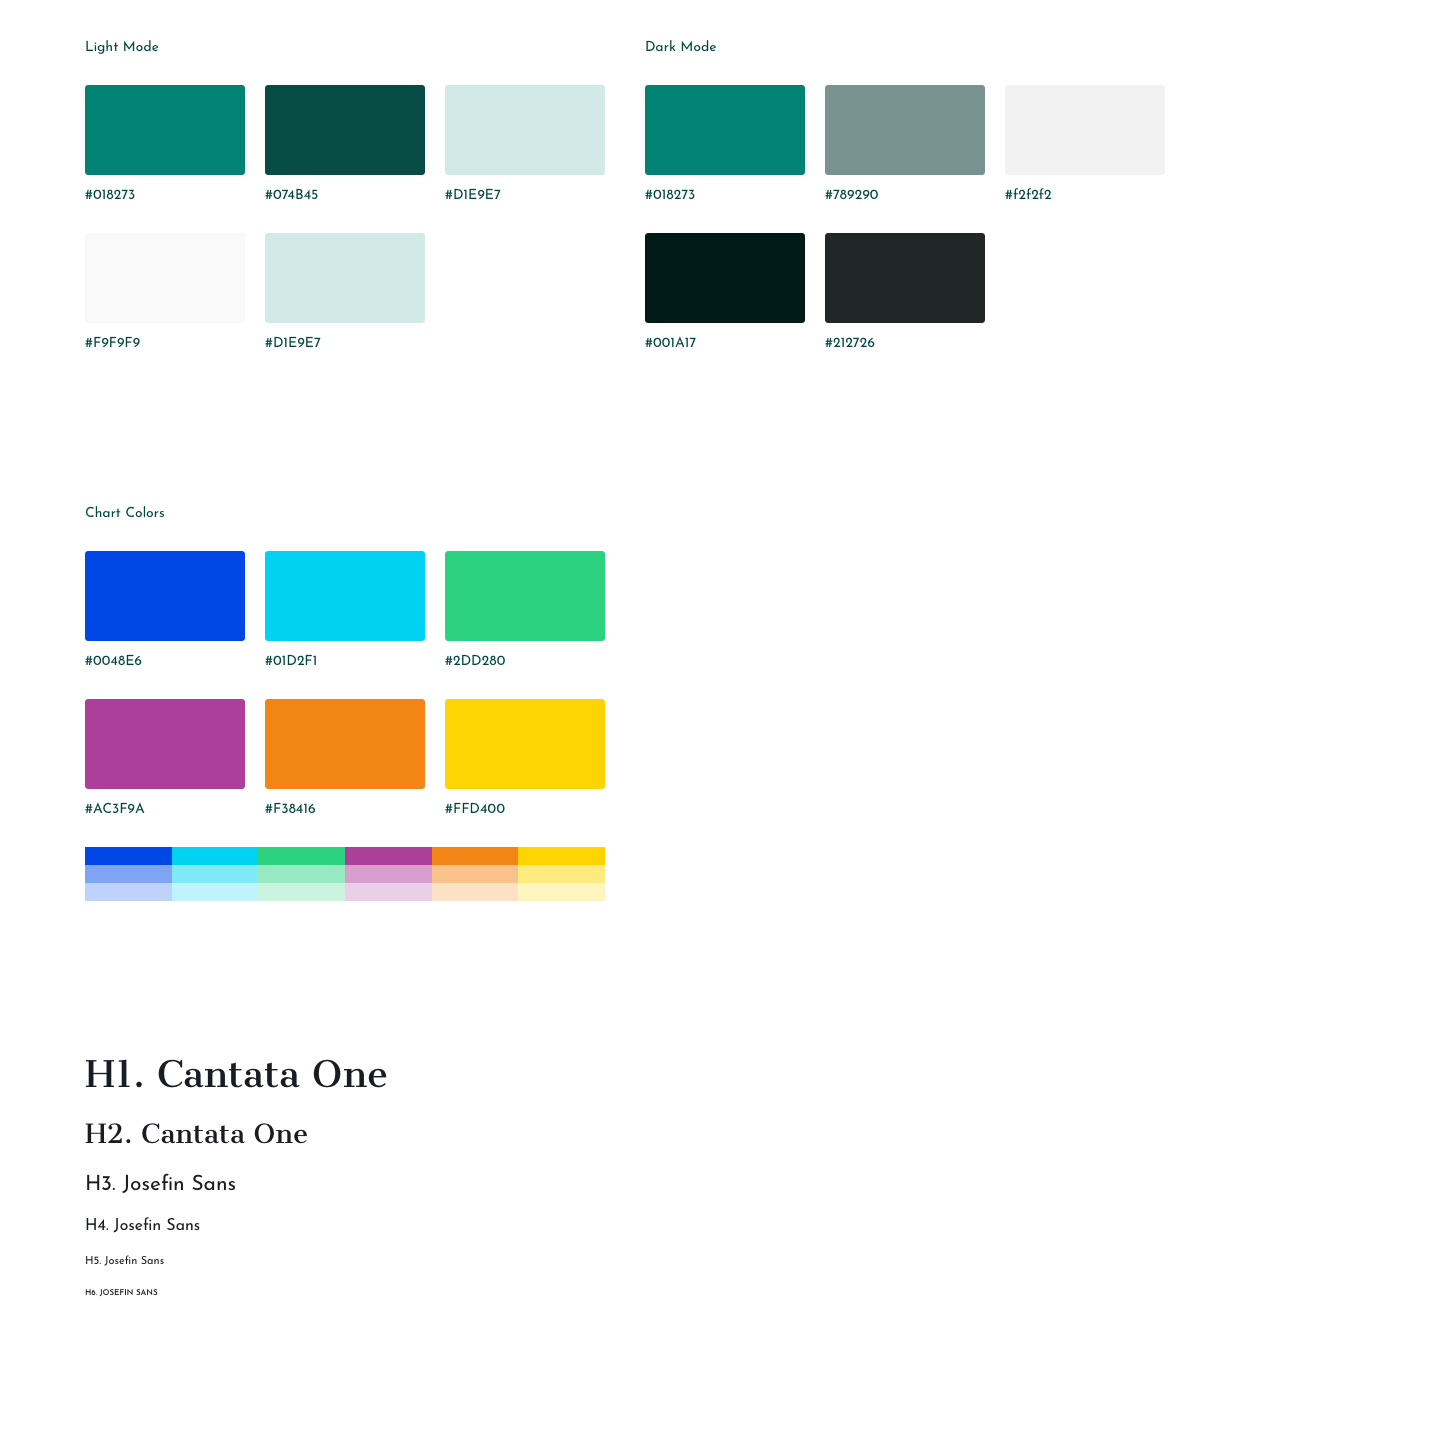 Light Mode
Dark Mode
#018273
#074B45
#D1E9E7
#018273
#789290
#f2f2f2
#F9F9F9
#D1E9E7
#001A17
#212726
Chart Colors
#0048E6
#01D2F1
#2DD280
#AC3F9A
#F38416
#FFD400
H1. Cantata One
H2. Cantata One
H3. Josefin Sans
H4. Josefin Sans
H5. Josefin Sans
H6. JOSEFIN SANS